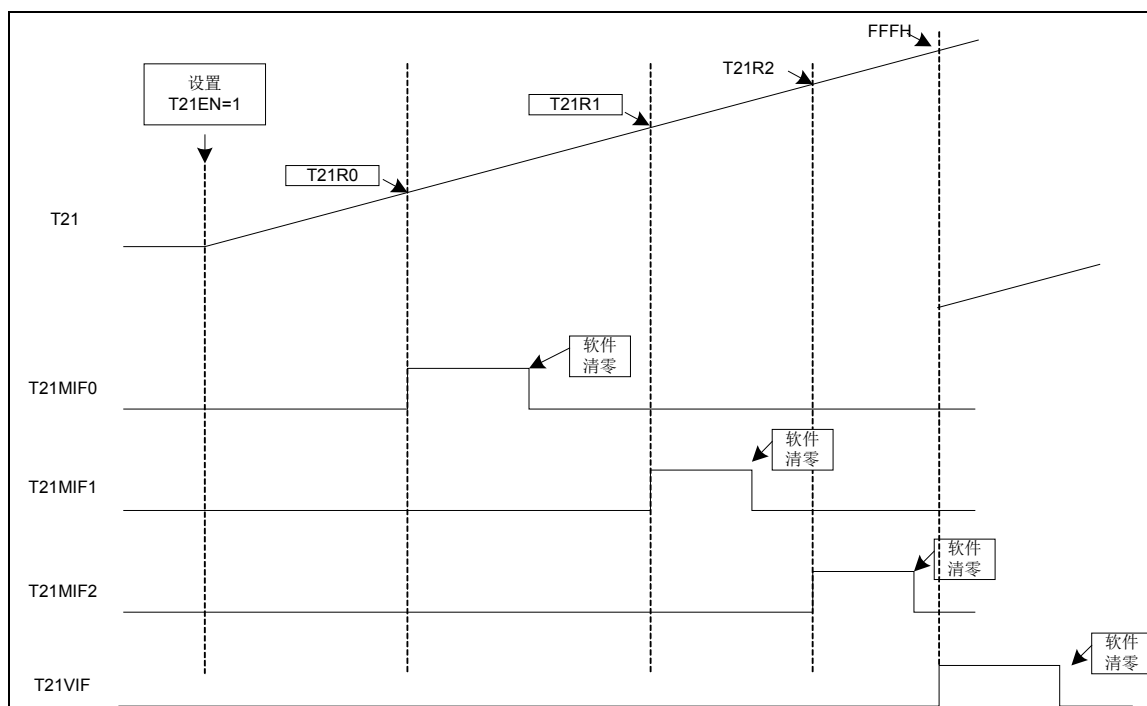 FFFH
设置
T21EN=1
T21R2
T21R1
T21R0
T21
软件
清零
T21MIF0
软件
清零
T21MIF1
软件
清零
T21MIF2
软件
清零
T21VIF